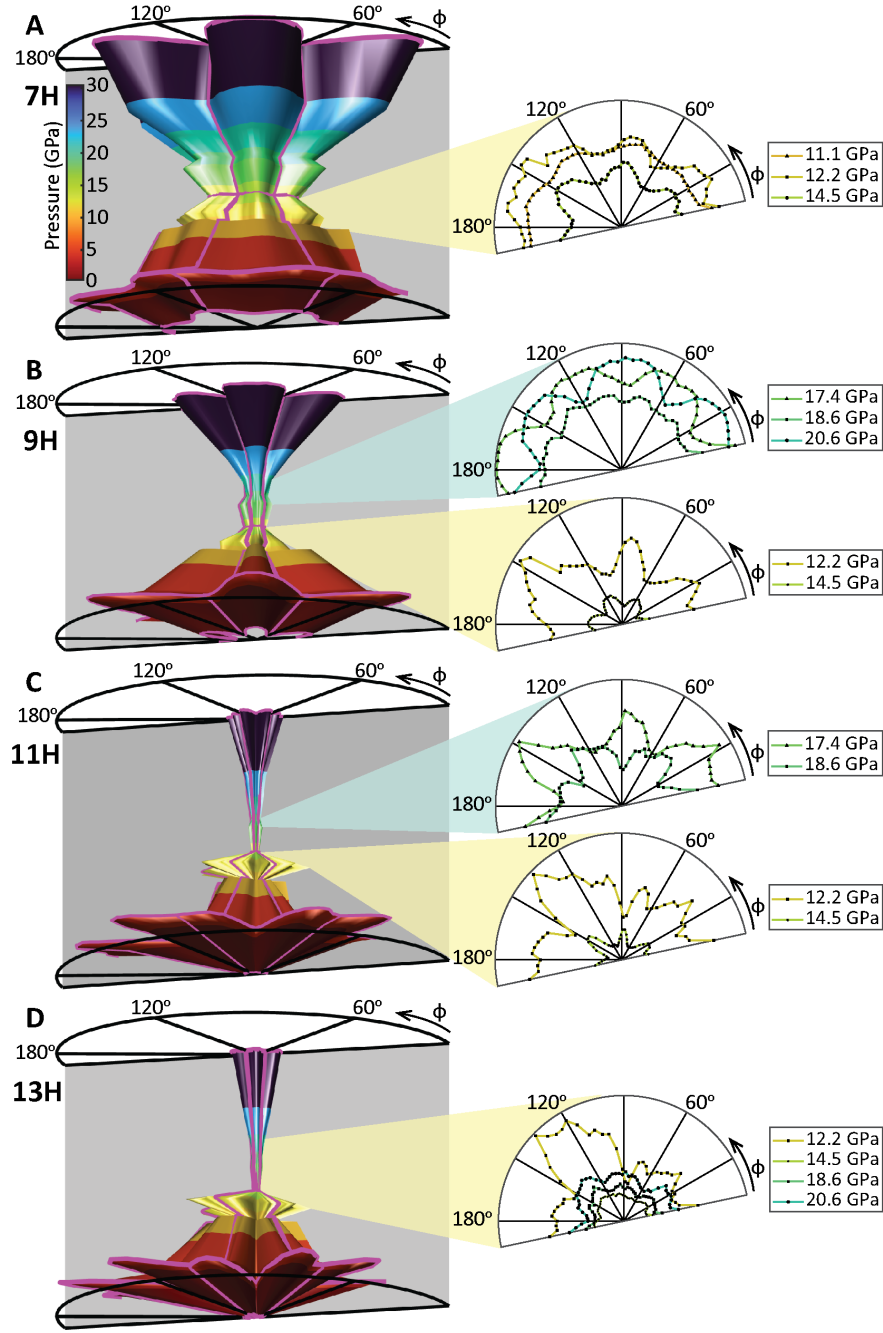 A
60º
120º
ϕ
180º
7H
30
25
20
15
10
5
0
Pressure (GPa)
120º
60º
ϕ
180º
11.1 GPa
12.2 GPa
14.5 GPa
B
120º
60º
ϕ
180º
9H
120º
60º
ϕ
180º
17.4 GPa
18.6 GPa
20.6 GPa
120º
60º
ϕ
180º
12.2 GPa
14.5 GPa
C
120º
60º
ϕ
180º
11H
120º
60º
ϕ
180º
17.4 GPa
18.6 GPa
120º
60º
ϕ
180º
12.2 GPa
14.5 GPa
D
120º
60º
ϕ
180º
13H
120º
60º
ϕ
180º
12.2 GPa
14.5 GPa
18.6 GPa
20.6 GPa